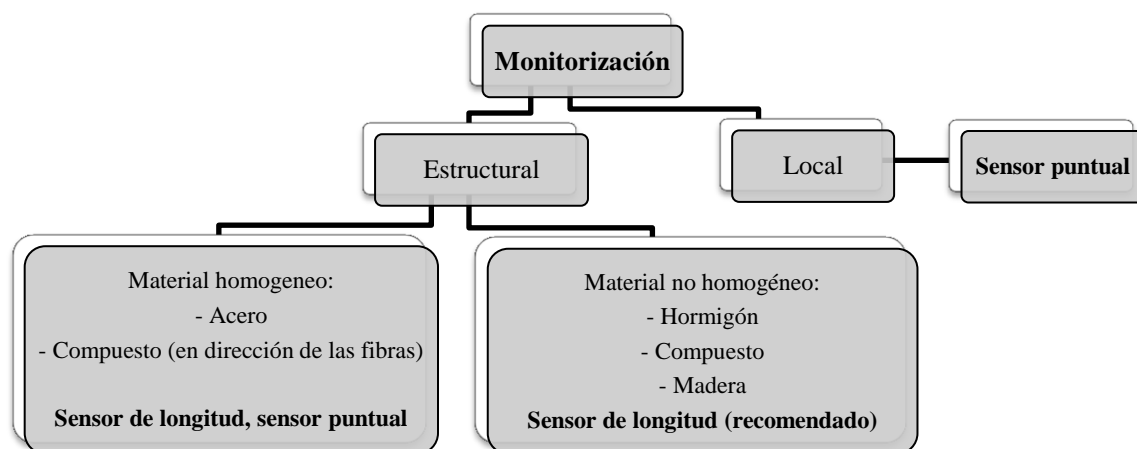 Monitorización
Estructural
Local
Sensor puntual
Material homogeneo:
- Acero
- Compuesto (en dirección de las fibras)
Sensor de longitud, sensor puntual
Material no homogéneo:
- Hormigón
- Compuesto
- Madera
Sensor de longitud (recomendado)